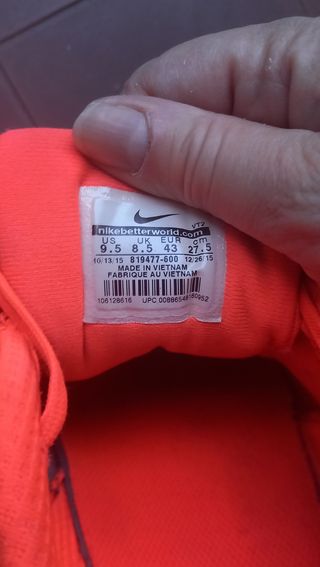 nikebetterworld.com
US UK EUR cm
9.5 8.5 43 27.5
10/13/15 819477-600 12/26/15
MADE IN VIETNAM
FABRIQUE AU VIETNAM
106128616